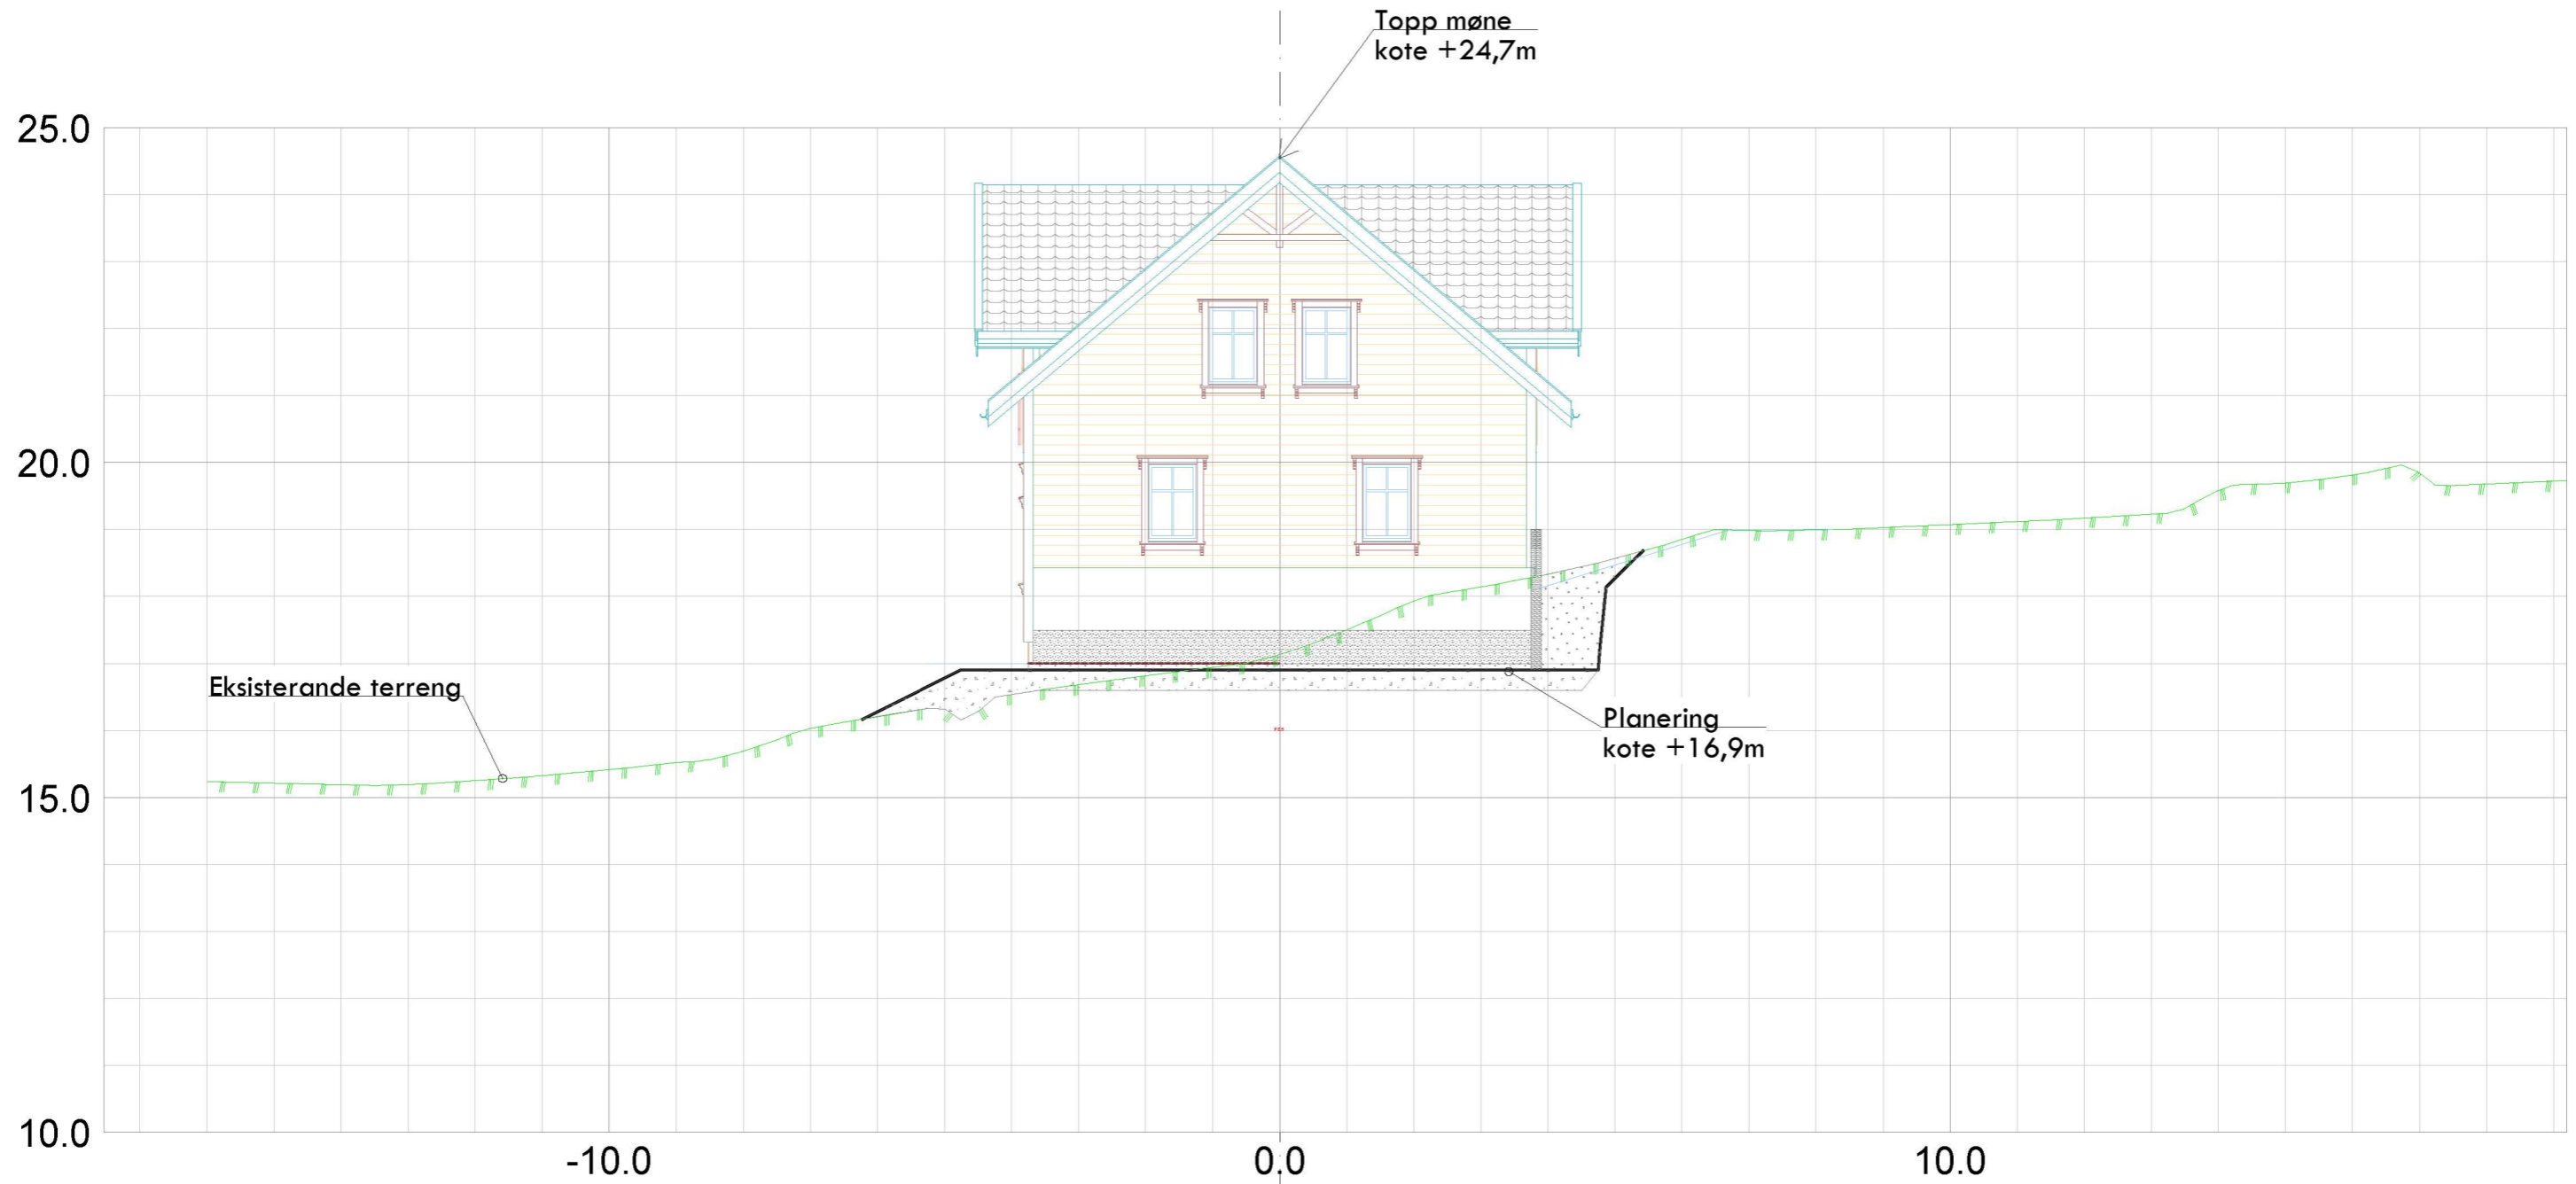 Topp møne
kote +24,7m
25.0
20.0
Eksisterande terreng
Planering
kote +16,9m
15.0
10.0
-10.0
0.0
10.0